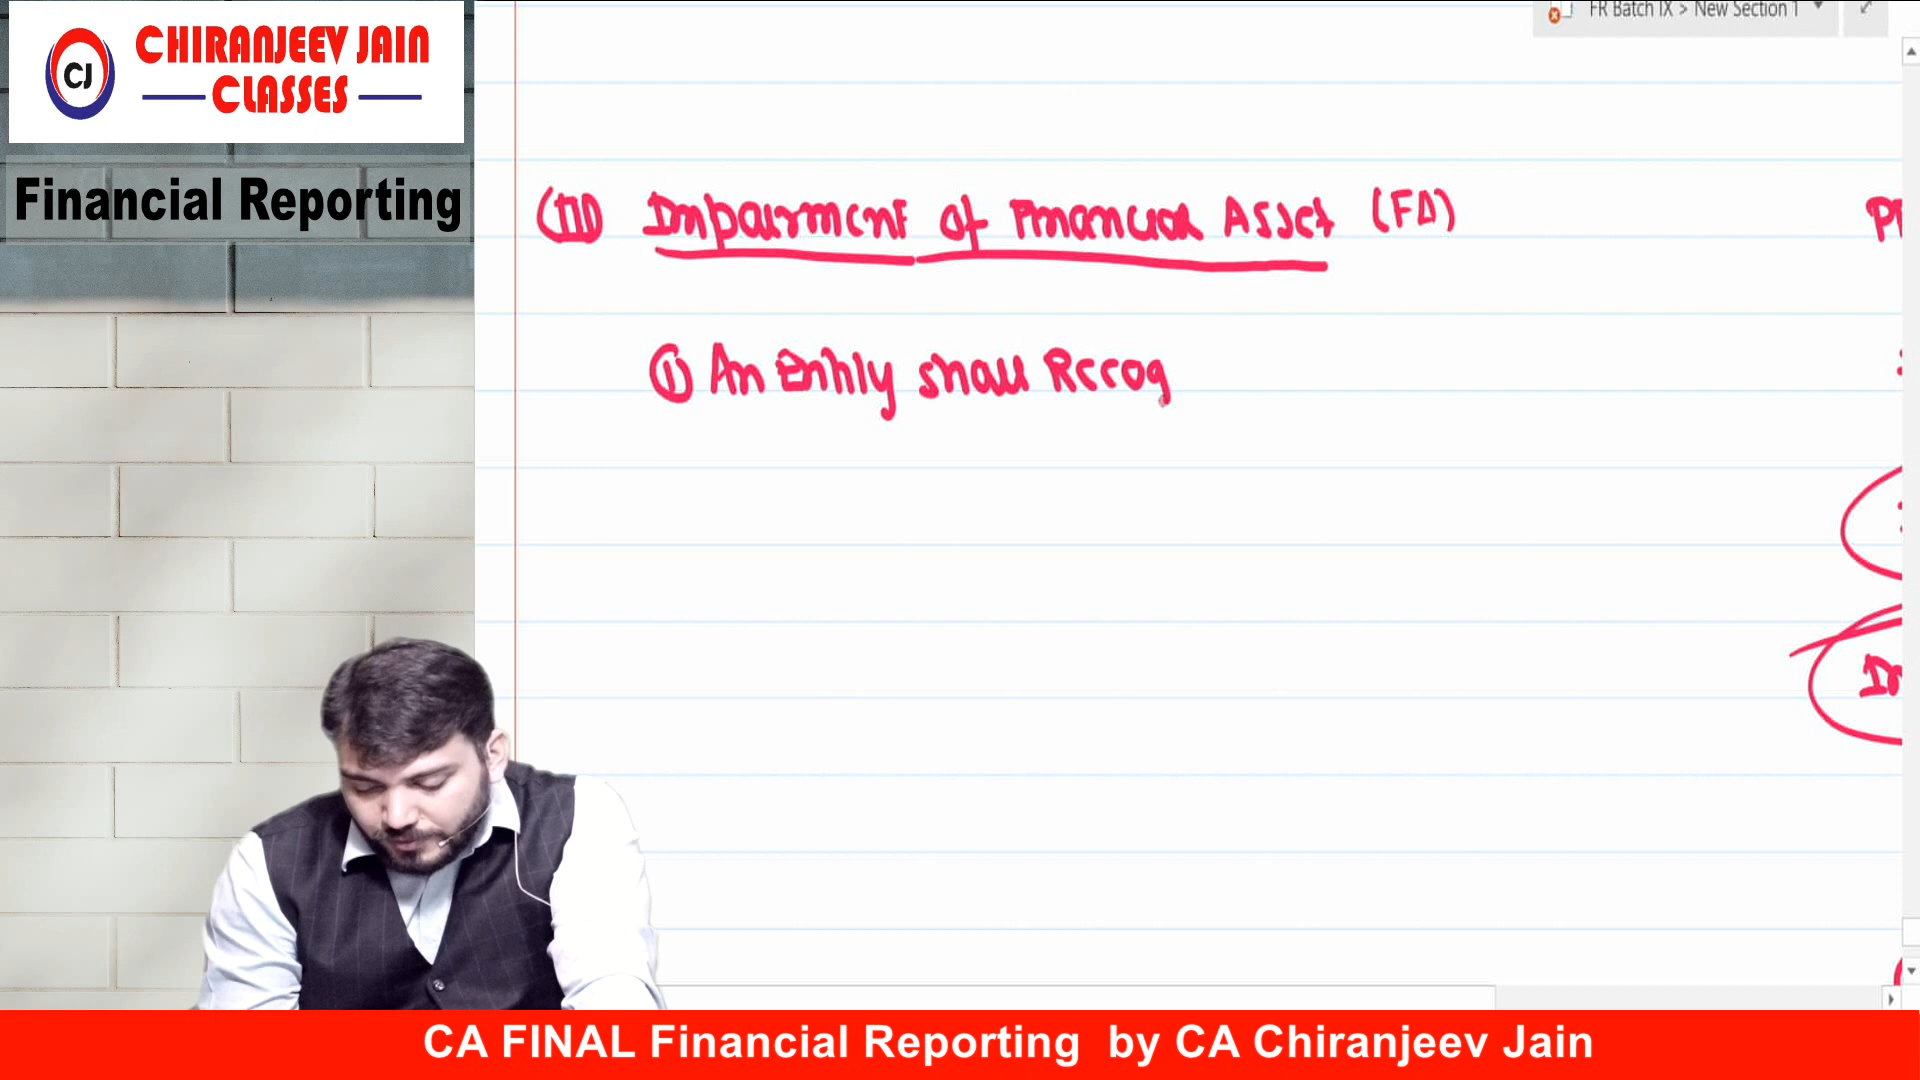 CHIRANJEEV JAIN
CLASSES
CJ
Financial Reporting
FR Batch IX > New Section 1
(III) Impairment of Financial Asset (FA)
① An Entity shall Recog
CA FINAL Financial Reporting by CA Chiranjeev Jain